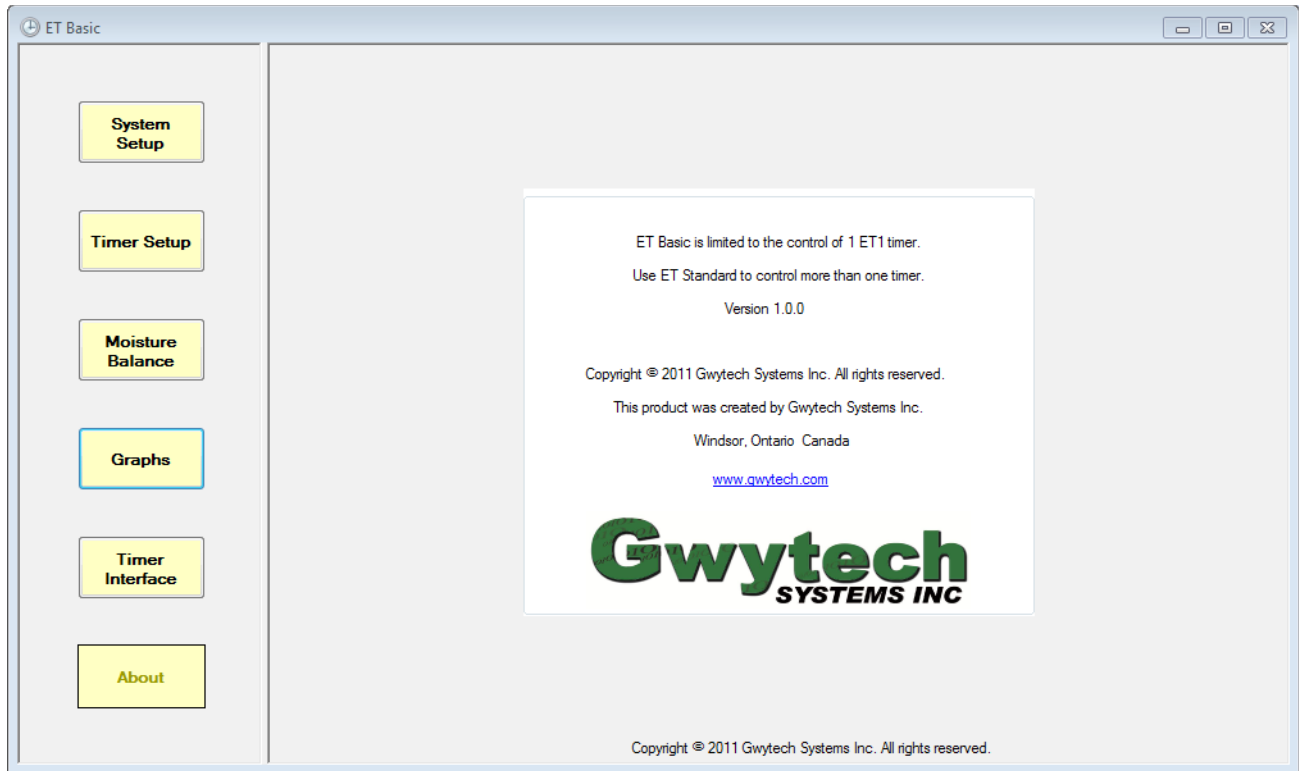 ET Basic
System
Setup
Timer Setup
Moisture
Balance
Graphs
Timer
Interface
About
ET Basic is limited to the control of 1 ET1 timer.
Use ET Standard to control more than one timer.
Version 1.0.0
Copyright © 2011 Gwytech Systems Inc. All rights reserved.
This product was created by Gwytech Systems Inc.
Windsor, Ontario Canada
www.gwytech.com
Gwytech
SYSTEMS INC
Copyright © 2011 Gwytech Systems Inc. All rights reserved.